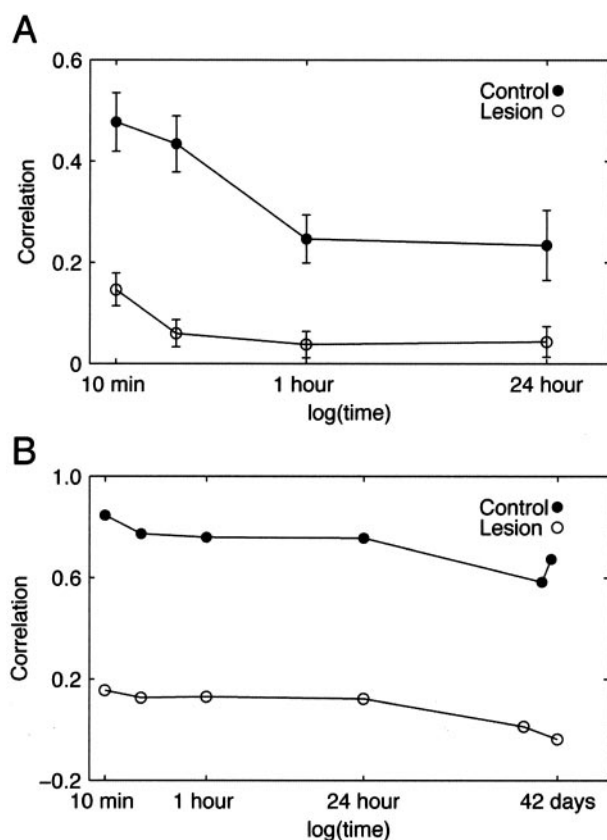 A
0.6
Control
Lesion
0.4
Correlation
0.2
0
10 min 1 hour 24 hour
log(time)
B
1.0
Control
Lesion
0.6
Correlation
0.2
−0.2
10 min 1 hour 24 hour 42 days
log(time)